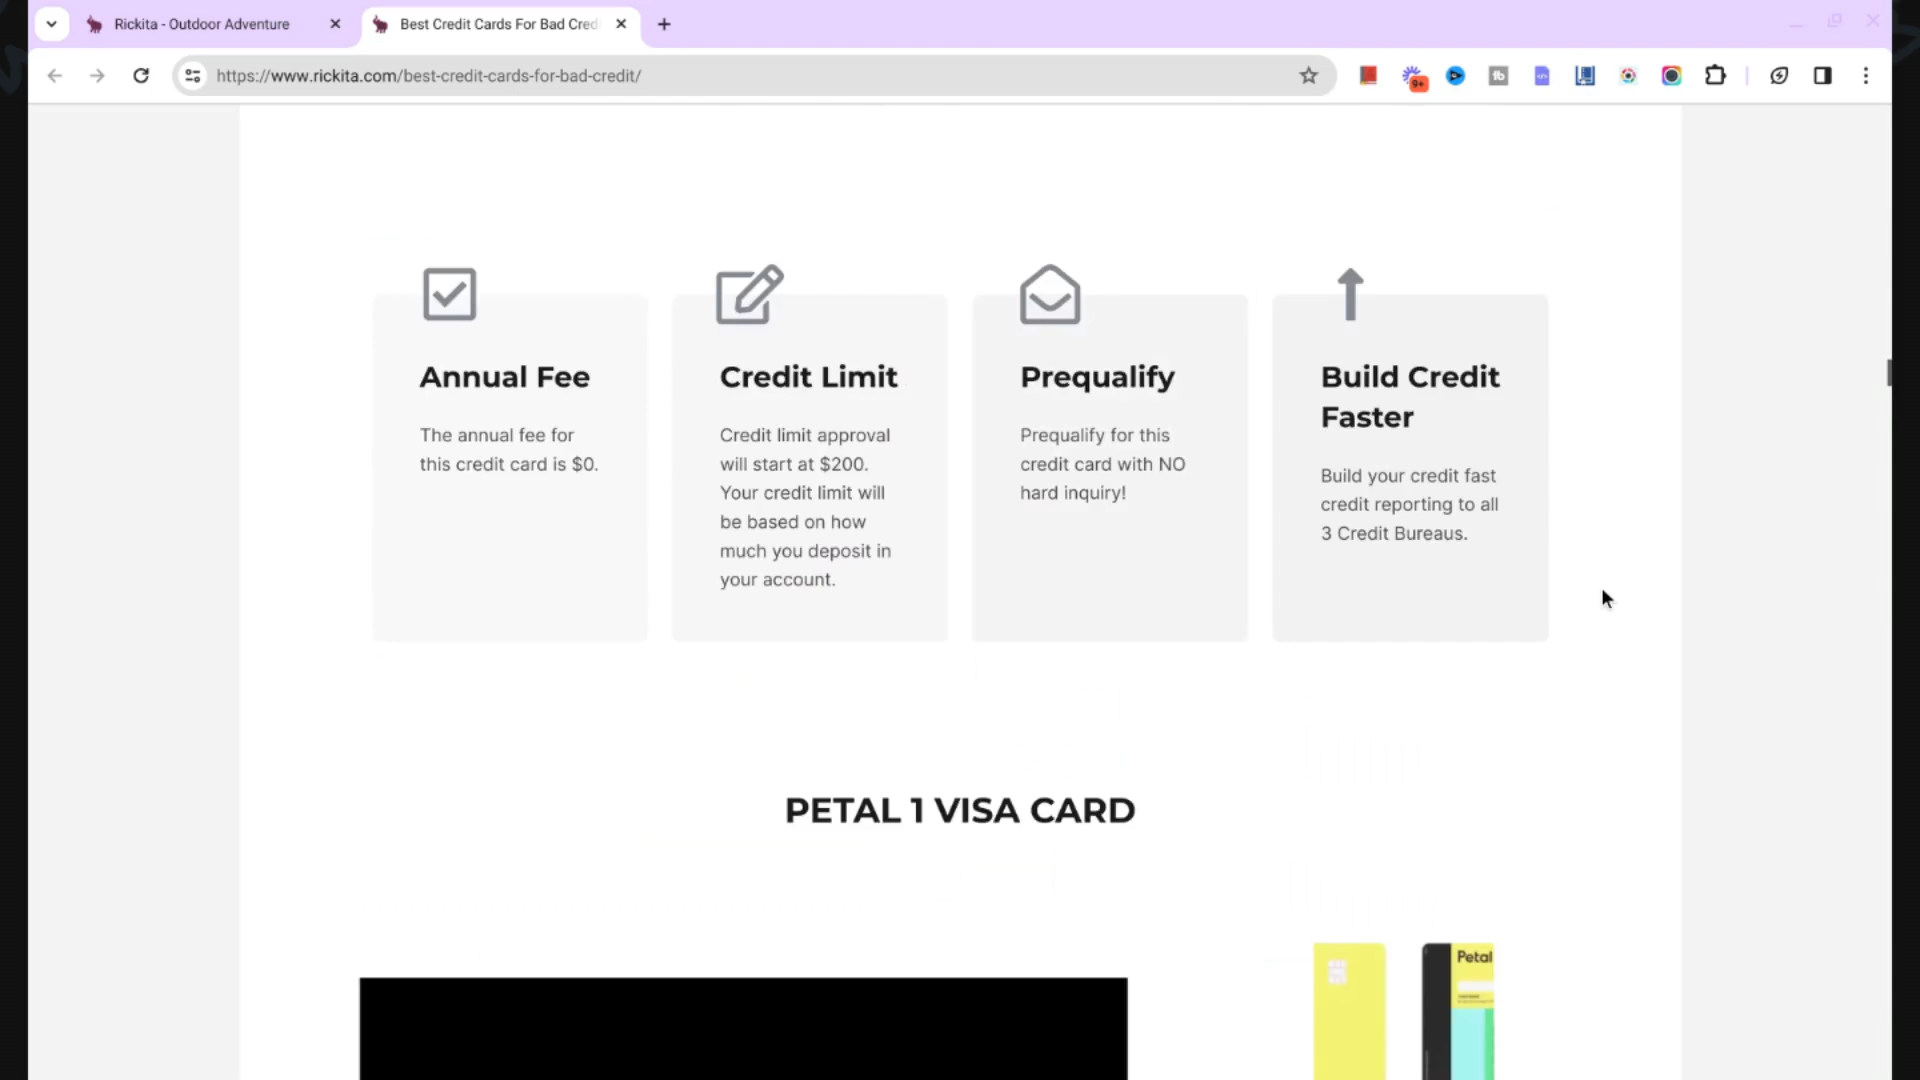 Rickita - Outdoor Adventure
Best Credit Cards For Bad Cred
https://www.rickita.com/best-credit-cards-for-bad-credit/
9+
Annual Fee
The annual fee for
this credit card is $0.
Credit Limit
Credit limit approval
will start at $200.
Your credit limit will
be based on how
much you deposit in
your account.
Prequalify
Prequalify for this
credit card with NO
hard inquiry!
Build Credit
Faster
Build your credit fast
credit reporting to all
3 Credit Bureaus.
PETAL 1 VISA CARD
Petal